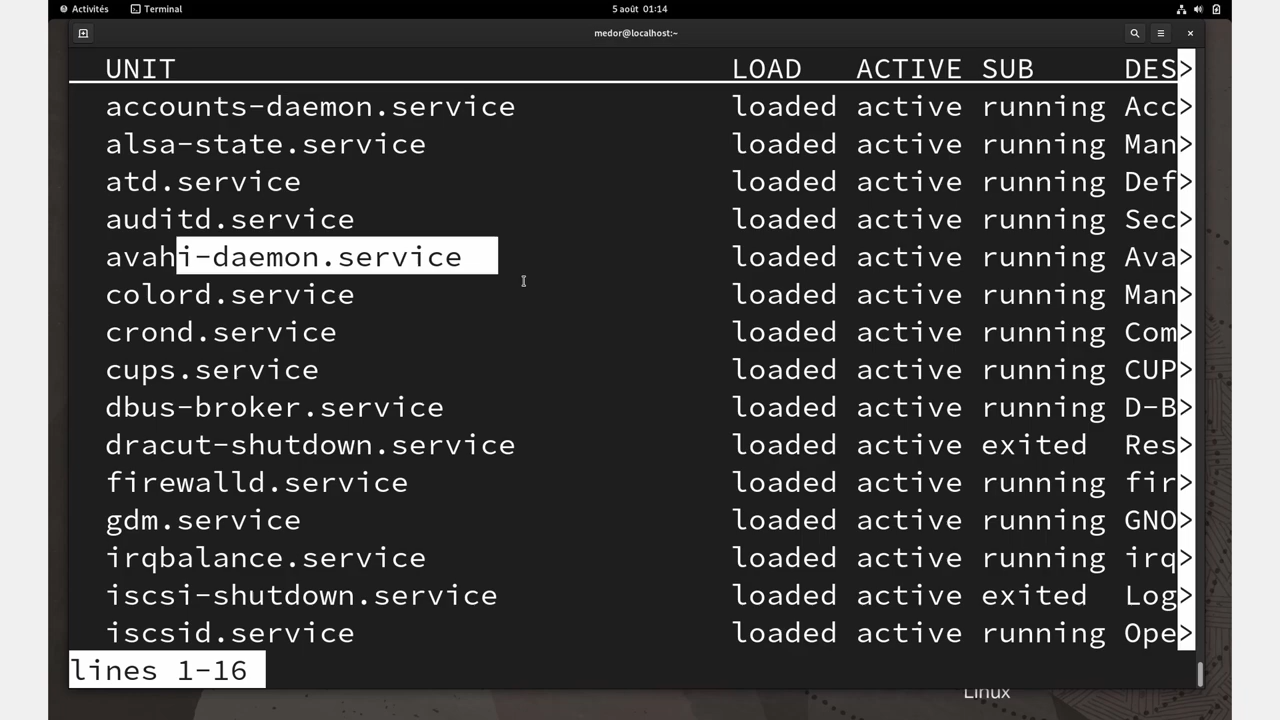 Activités Terminal 5 août 01:14
medor@localhost:~
UNIT LOAD ACTIVE SUB DES>
accounts-daemon.service loaded active running Acc>
alsa-state.service loaded active running Man>
atd.service loaded active running Def>
auditd.service loaded active running Sec>
avahi-daemon.service loaded active running Ava>
colord.service loaded active running Man>
crond.service loaded active running Com>
cups.service loaded active running CUP>
dbus-broker.service loaded active running D-B>
dracut-shutdown.service loaded active exited Res>
firewalld.service loaded active running fir>
gdm.service loaded active running GNO>
irqbalance.service loaded active running irq>
iscsi-shutdown.service loaded active exited Log>
iscsid.service loaded active running Ope>
lines 1-16
Linux